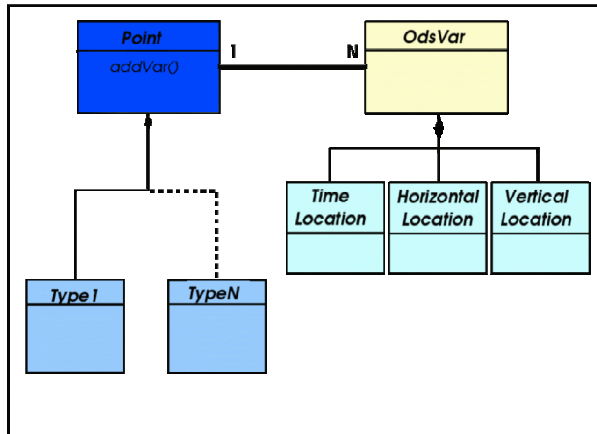 Point
addVar()
1
N
OdsVar
Time
Location
Horizontal
Location
Vertical
Location
Type1
TypeN